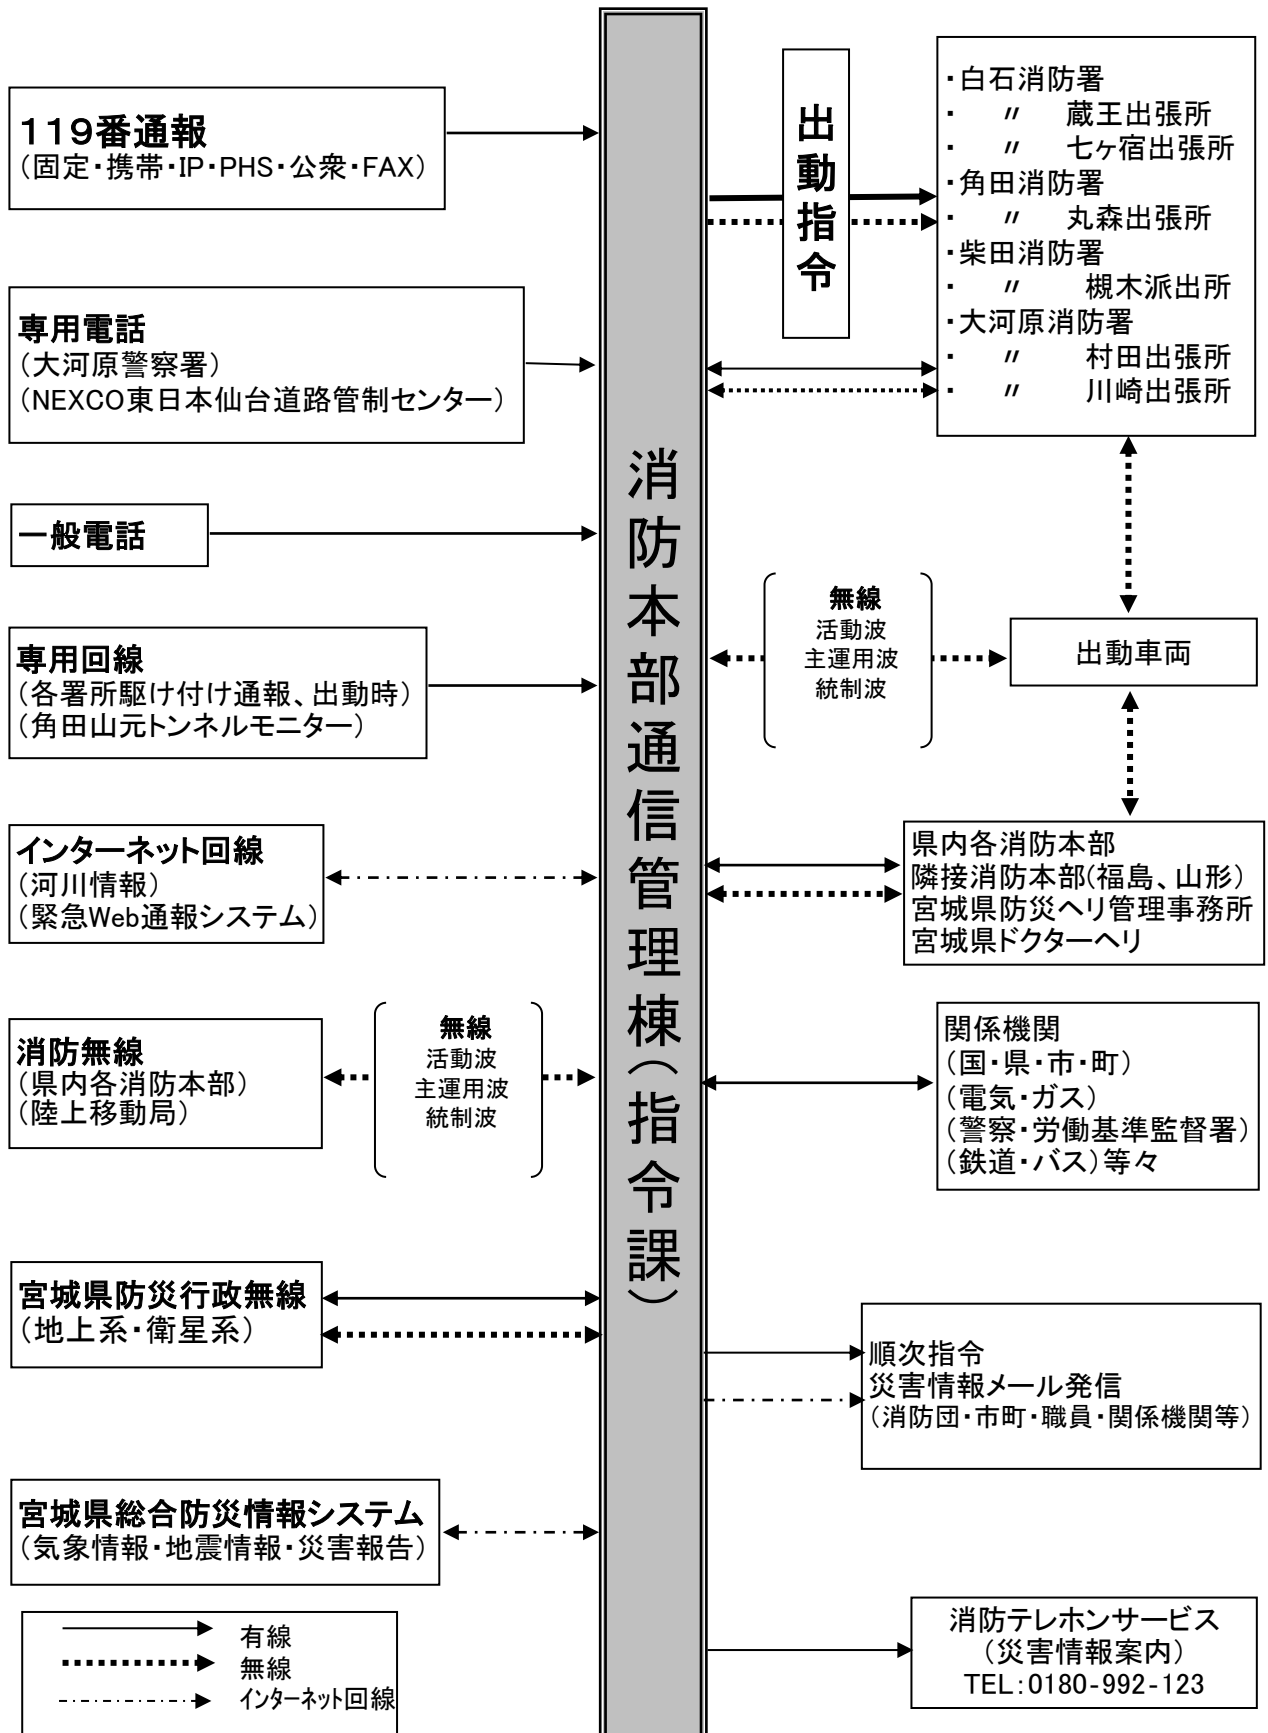 119番通報
(固定・携帯・IP・PHS・公衆・FAX)
専用電話
(大河原警察署)
(NEXCO東日本仙台道路管制センター)
一般電話
専用回線
(各署所駆け付け通報、出動時)
(角田山元トンネルモニター)
インターネット回線
(河川情報)
(緊急Web通報システム)
消防無線
(県内各消防本部)
(陸上移動局)
無線
活動波
主運用波
統制波
宮城県防災行政無線
(地上系・衛星系)
宮城県総合防災情報システム
(気象情報・地震情報・災害報告)
有線
無線
インターネット回線
消防本部通信管理棟(指令課)
出動指令
・白石消防署
・ 〃 蔵王出張所
・ 〃 七ヶ宿出張所
・角田消防署
・ 〃 丸森出張所
・柴田消防署
・ 〃 槻木派出所
・大河原消防署
・ 〃 村田出張所
・ 〃 川崎出張所
無線
活動波
主運用波
統制波
出動車両
県内各消防本部
隣接消防本部(福島、山形)
宮城県防災ヘリ管理事務所
宮城県ドクターヘリ
関係機関
(国・県・市・町)
(電気・ガス)
(警察・労働基準監督署)
(鉄道・バス)等々
順次指令
災害情報メール発信
(消防団・市町・職員・関係機関等)
消防テレホンサービス
(災害情報案内)
TEL:0180-992-123